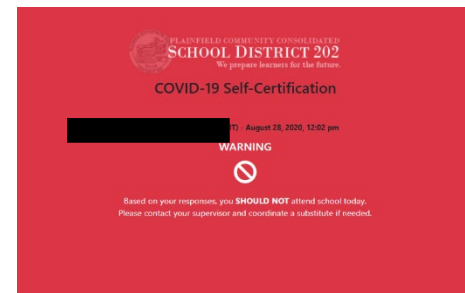 PLAINFIELD COMMUNITY CONSOLIDATED
SCHOOL DISTRICT 202
We prepare learners for the future.
COVID-19 Self-Certification
August 28, 2020, 12:02 pm
WARNING
Based on your responses, you SHOULD NOT attend school today.
Please contact your supervisor and coordinate a substitute if needed.